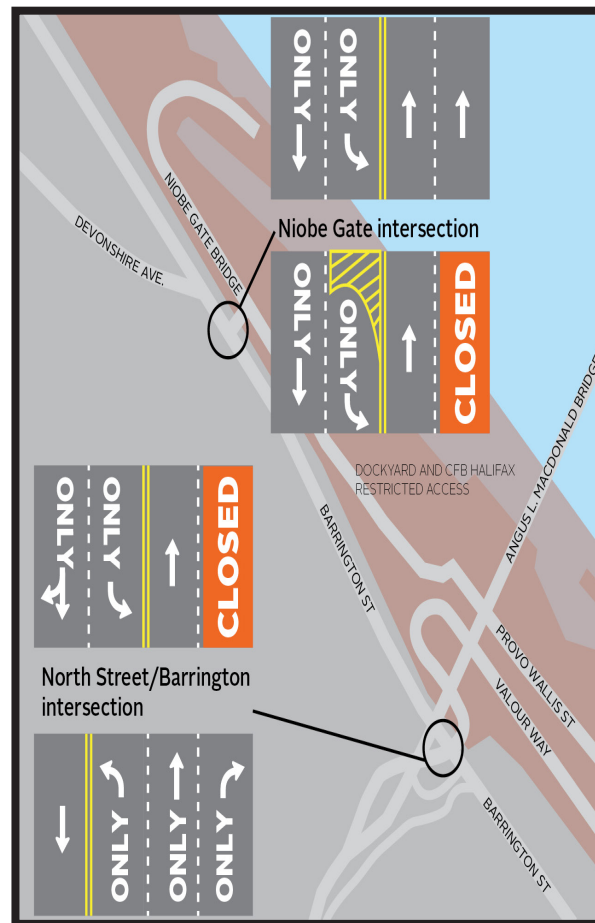 ONLY
ONLY
NIOBE GATE BRIDGE
DEVONSHIRE AVE.
Niobe Gate intersection
ONLY
ONLY
CLOSED
ANGUS L. MACDONALD BRIDGE
DOCKYARD AND CFB HALIFAX
RESTRICTED ACCESS
ONLY
ONLY
CLOSED
BARRINGTON ST
PROVO WALLIS ST
VALOUR WAY
North Street/Barrington
intersection
ONLY
ONLY
ONLY
BARRINGTON ST